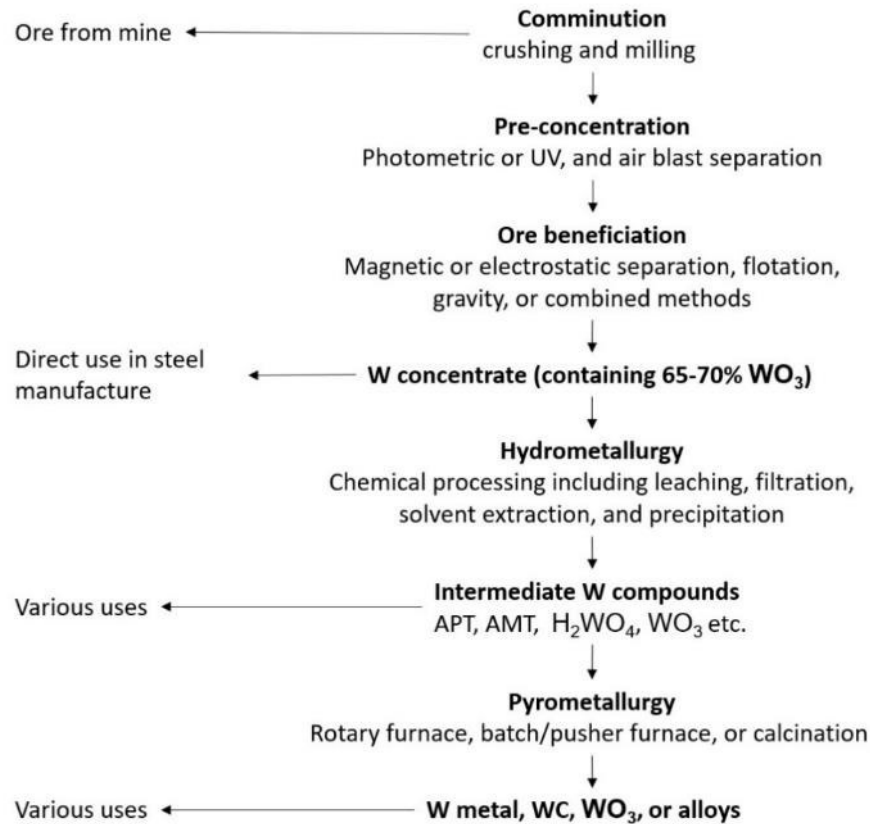 Comminution
Ore from mine
crushing and milling
Pre-concentration
Photometric or UV, and air blast separation
Ore beneficiation
Magnetic or electrostatic separation, flotation,
gravity, or combined methods
Direct use in steel
manufacture
W concentrate (containing 65-70% WO₃)
Hydrometallurgy
Chemical processing including leaching, filtration,
solvent extraction, and precipitation
Intermediate W compounds
Various uses
APT, AMT, H₂WO₄, WO₃ etc.
Pyrometallurgy
Rotary furnace, batch/pusher furnace, or calcination
Various uses
W metal, WC, WO₃, or alloys